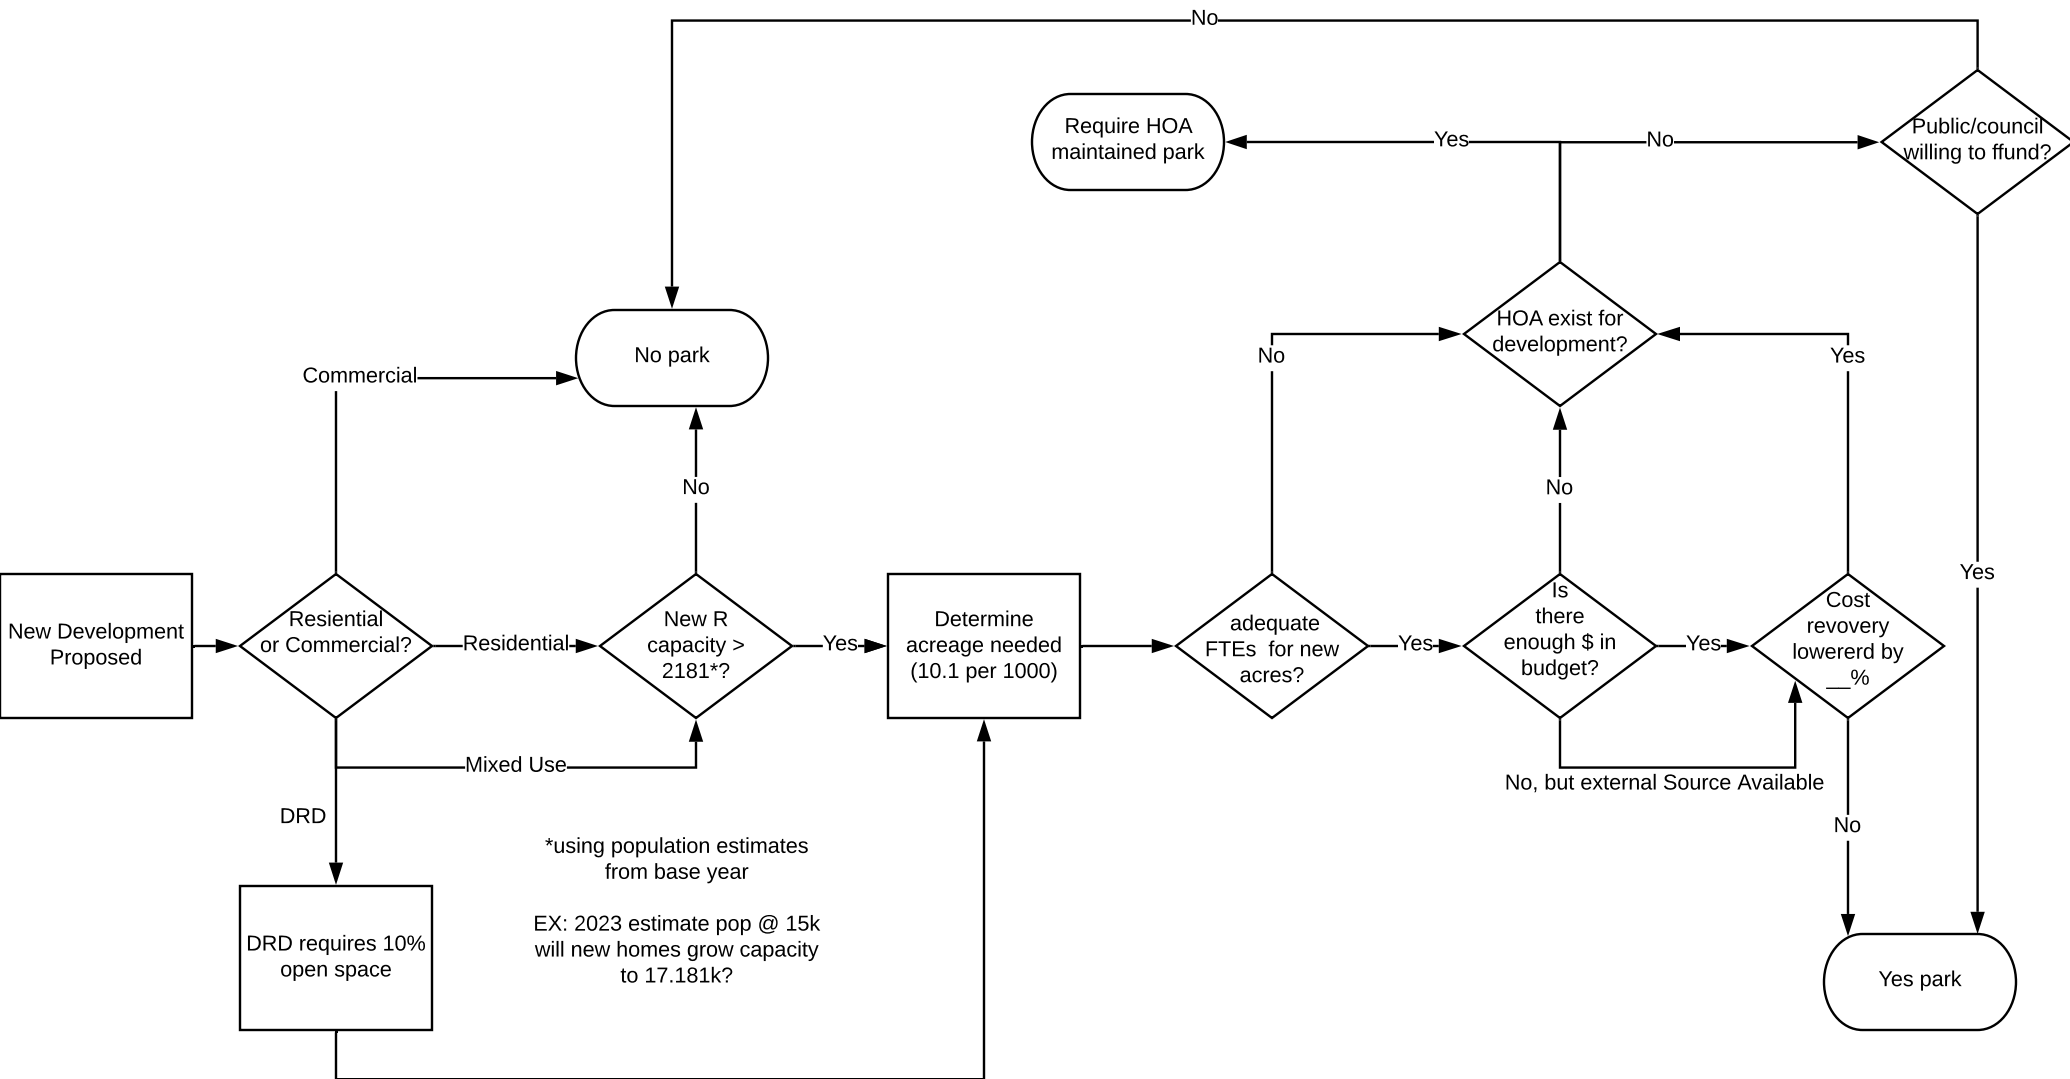 No
Require HOA
maintained park
Yes
No
Public/council
willing to ffund?
HOA exist for
development?
No park
Commercial
No
Yes
No
No
New Development
Proposed
Resiential
or Commercial?
Residential
New R
capacity >
2181*?
Yes
Determine
acreage needed
(10.1 per 1000)
adequate
FTEs  for new
acres?
Yes
Is
there
enough $ in
budget?
Yes
Cost
revovery
lowererd by
__%
Yes
Mixed Use
No, but external Source Available
DRD
No
*using population estimates
from base year
EX: 2023 estimate pop @ 15k
will new homes grow capacity
to 17.181k?
DRD requires 10%
open space
Yes park